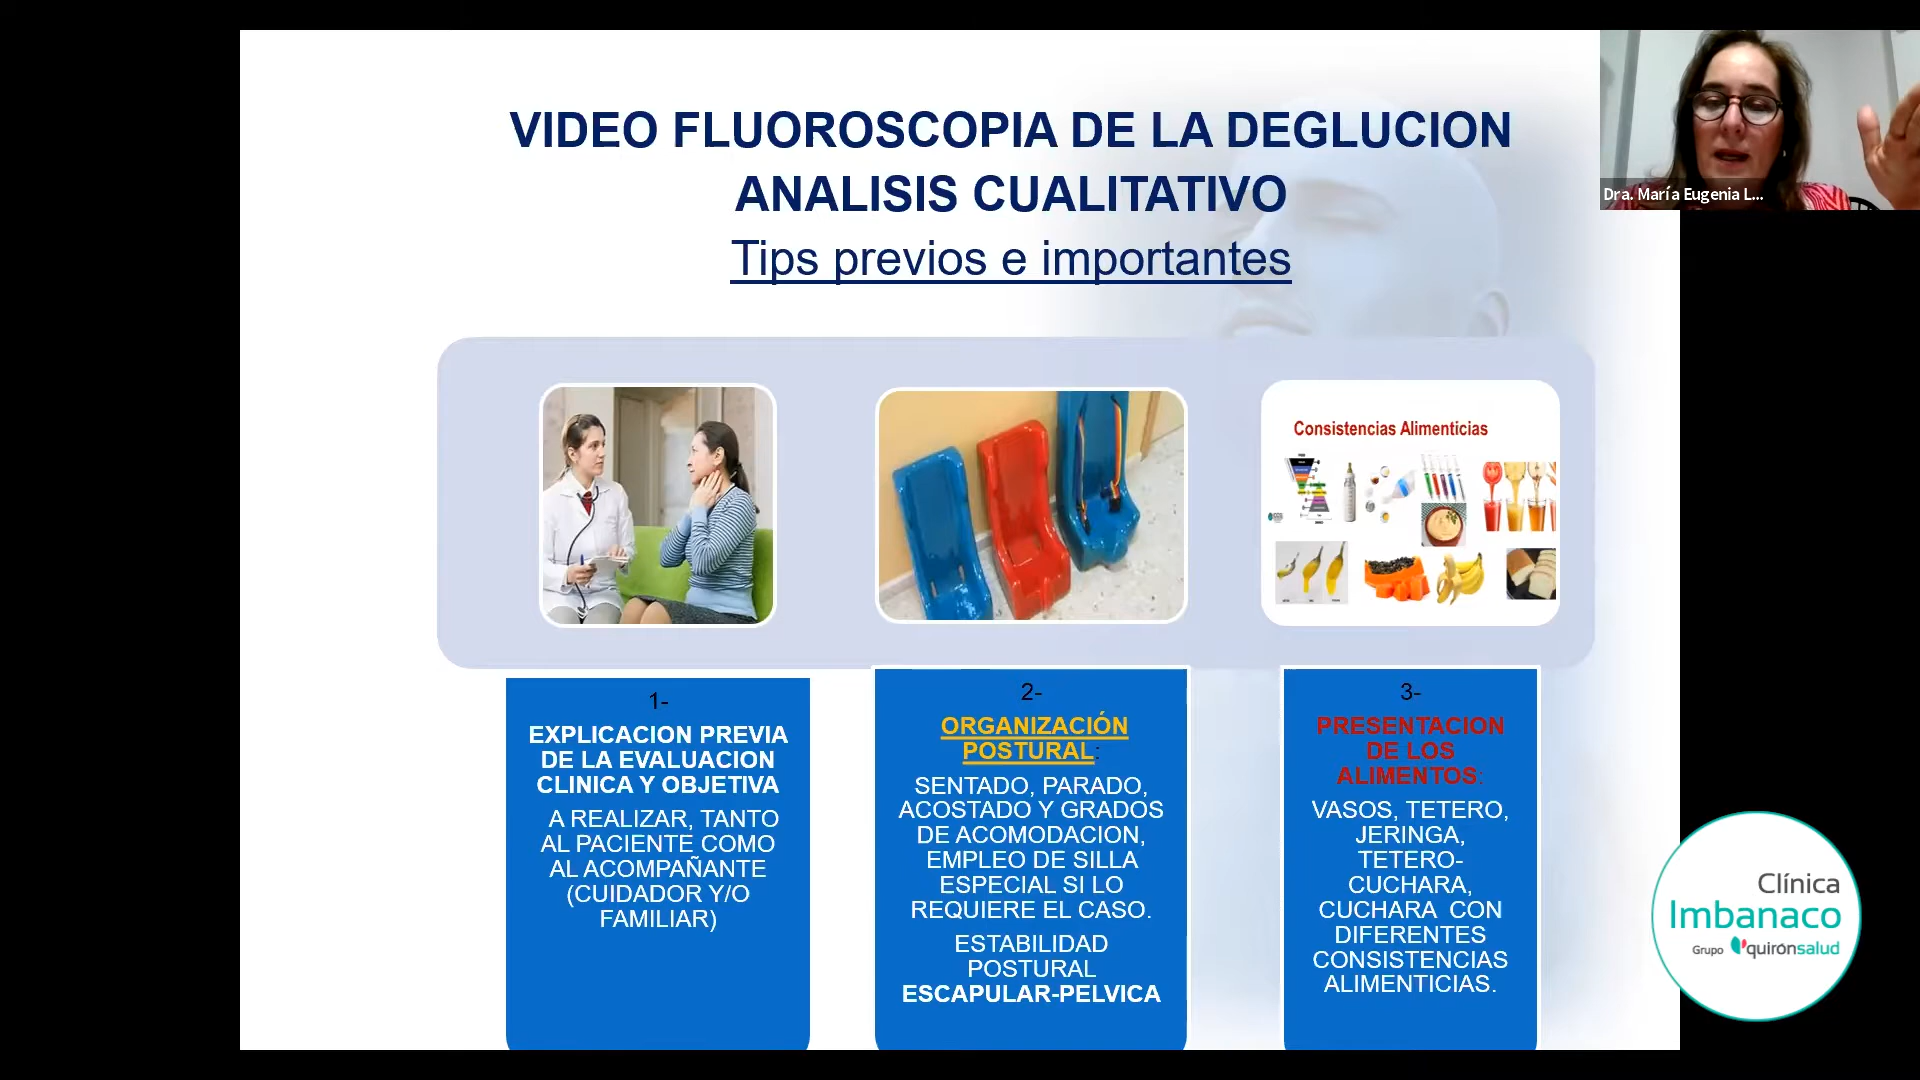 VIDEO FLUOROSCOPIA DE LA DEGLUCION
ANALISIS CUALITATIVO
Tips previos e importantes
Dra. María Eugenia L...
Consistencias Alimenticias
1-
EXPLICACION PREVIA
DE LA EVALUACION
CLINICA Y OBJETIVA
A REALIZAR, TANTO
AL PACIENTE COMO
AL ACOMPAÑANTE
(CUIDADOR Y/O
FAMILIAR)
2-
ORGANIZACIÓN
POSTURAL:
SENTADO, PARADO,
ACOSTADO Y GRADOS
DE ACOMODACION,
EMPLEO DE SILLA
ESPECIAL SI LO
REQUIERE EL CASO.
ESTABILIDAD
POSTURAL
ESCAPULAR-PELVICA
3-
PRESENTACION
DE LOS
ALIMENTOS:
VASOS, TETERO,
JERINGA,
TETERO-
CUCHARA,
CUCHARA CON
DIFERENTES
CONSISTENCIAS
ALIMENTICIAS.
Clínica
Imbanaco
Grupo quirónsalud